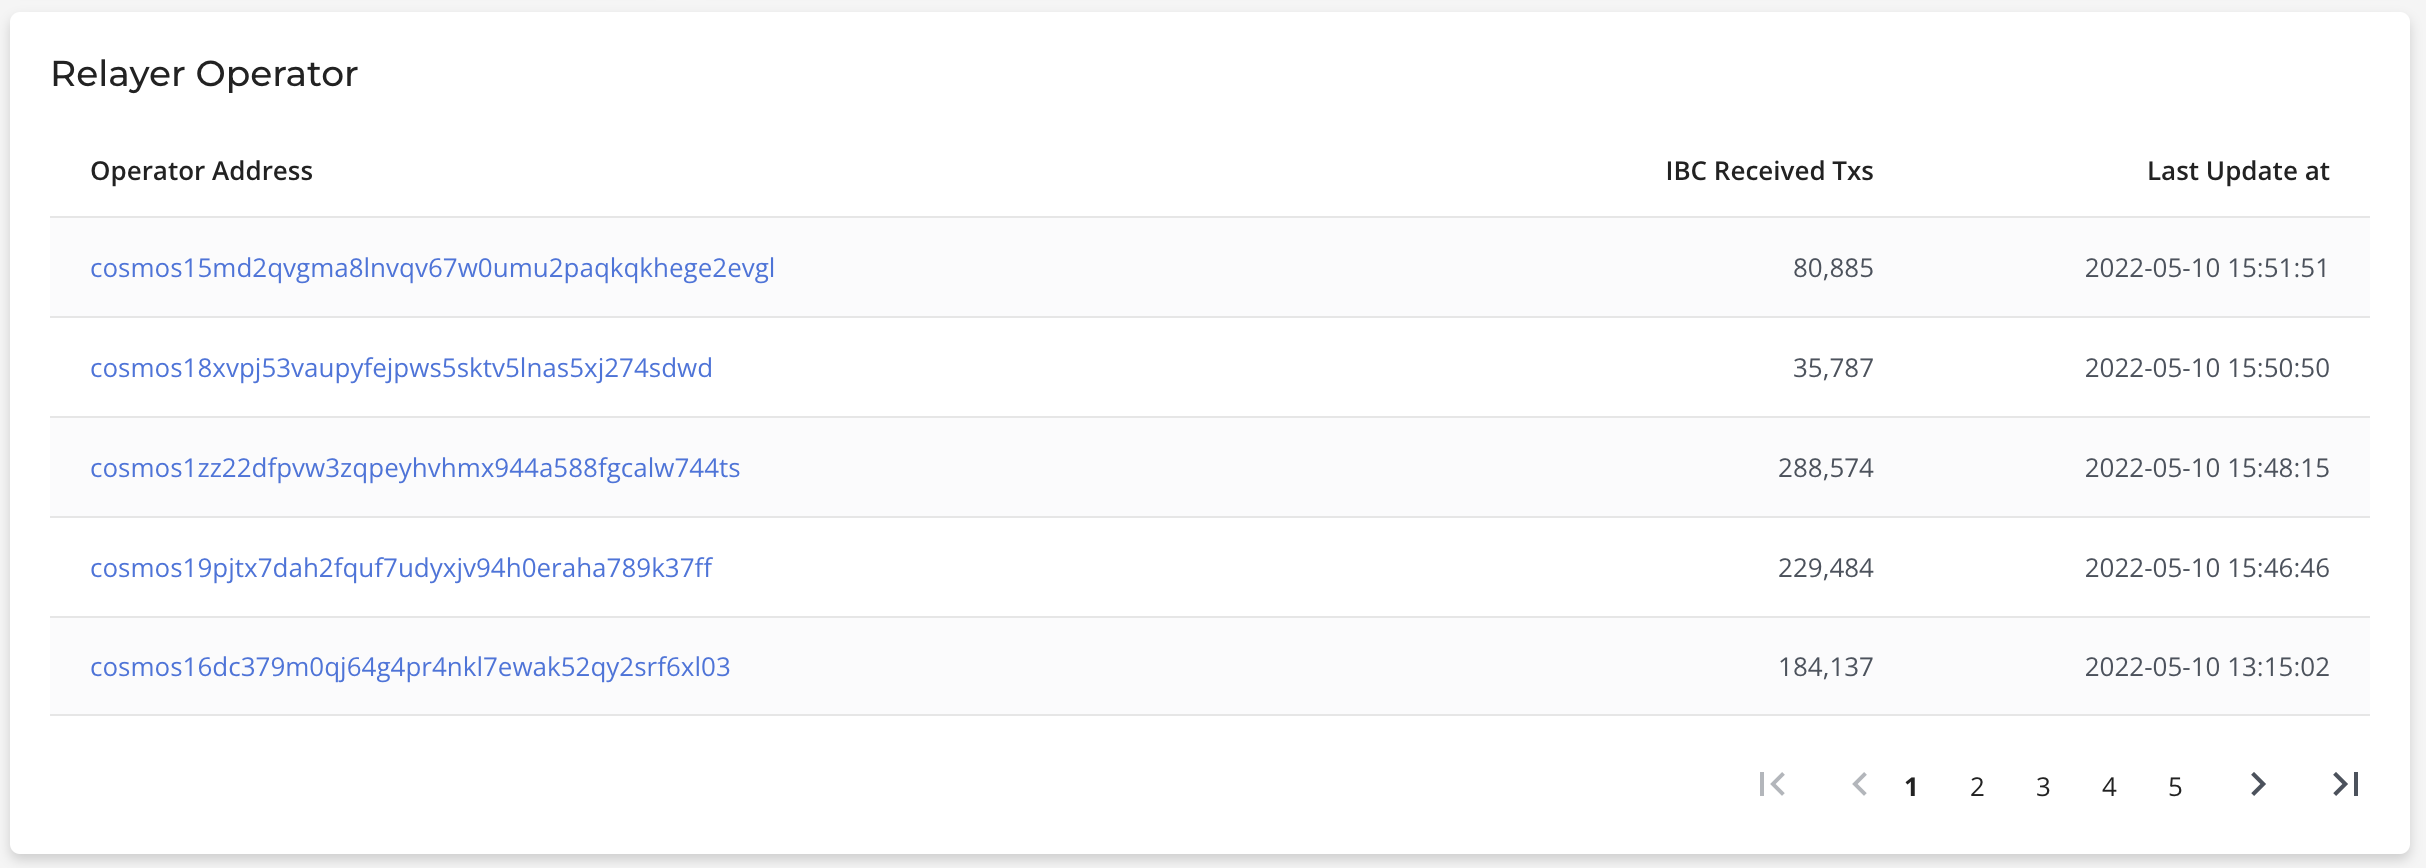 Relayer Operator
Operator Address IBC Received Txs Last Update at
cosmos15md2qvgma8lnvqv67w0umu2paqkqkhege2evgl 80,885 2022-05-10 15:51:51
cosmos18xvpj53vaupyfejpws5sktv5lnas5xj274sdwd 35,787 2022-05-10 15:50:50
cosmos1zz22dfpvw3zqpeyhvhmx944a588fgcalw744ts 288,574 2022-05-10 15:48:15
cosmos19pjtx7dah2fquf7udyxjv94h0eraha789k37ff 229,484 2022-05-10 15:46:46
cosmos16dc379m0qj64g4pr4nkl7ewak52qy2srf6xl03 184,137 2022-05-10 13:15:02
1 2 3 4 5